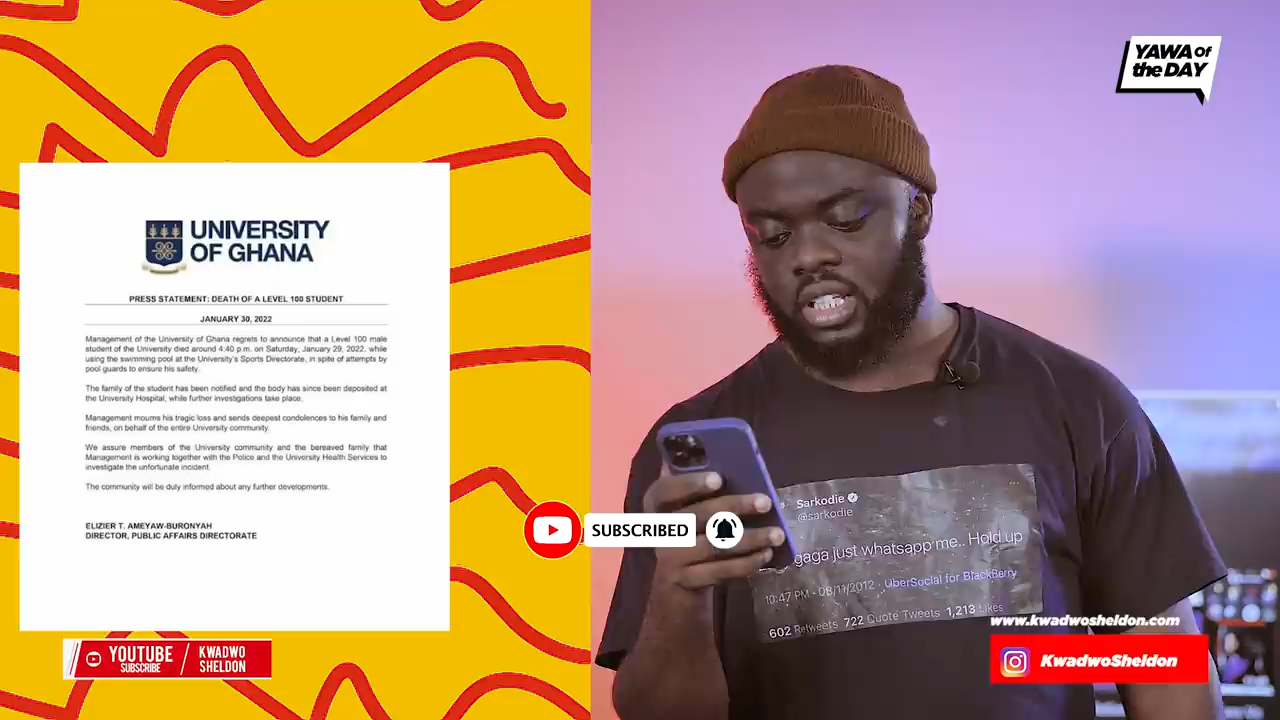 YAWA of
the DAY
UNIVERSITY
OF GHANA
PRESS STATEMENT: DEATH OF A LEVEL 100 STUDENT
JANUARY 30, 2022
Management of the University of Ghana regrets to announce that a Level 100 male
student of the University died around 4:40 p.m. on Saturday, January 29, 2022, while
using the swimming pool at the University's Sports Directorate, in spite of attempts by
pool guards to ensure his safety.
The family of the student has been notified and the body has since been deposited at
the University Hospital, while further investigations take place.
Management mourns his tragic loss and sends deepest condolences to his family and
friends, on behalf of the entire University community.
We assure members of the University community and the bereaved family that
Management is working together with the Police and the University Health Services to
investigate the unfortunate incident.
The community will be duly informed about any further developments.
ELIZIER T. AMEYAW-BURONYAH
DIRECTOR, PUBLIC AFFAIRS DIRECTORATE
SUBSCRIBED
Sarkodie
@sarkodie
just whatsapp me.. Hold up
10:47 PM - 08/11/2012 · UberSocial for BlackBerry
602 Retweets 722 Quote Tweets 1,213 Likes
www.kwadwosheldon.com
KwadwoSheldon
YOUTUBE
SUBSCRIBE
KWADWO
SHELDON